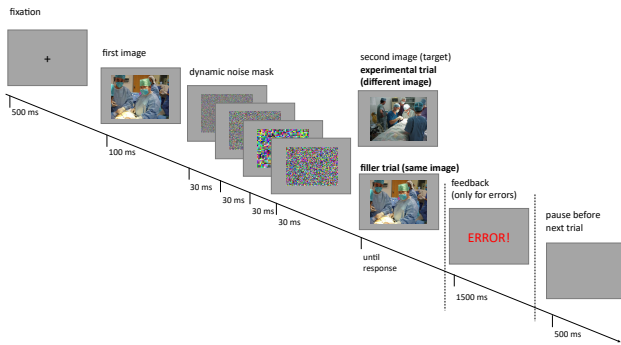 fixation
+
first image
dynamic noise mask
second image (target)
experimental trial
(different image)
500 ms
100 ms
filler trial (same image)
30 ms
30 ms
30 ms
30 ms
feedback
(only for errors)
ERROR!
pause before
next trial
until
response
1500 ms
500 ms